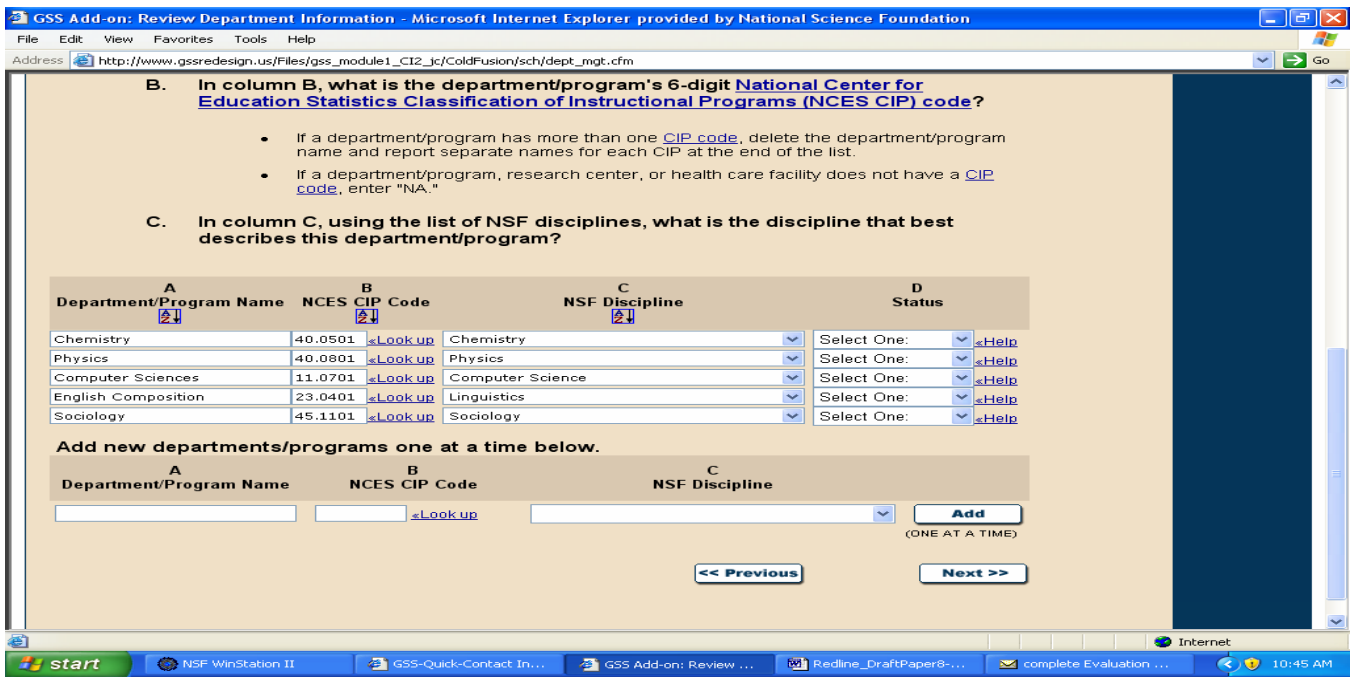 GSS Add-on: Review Department Information - Microsoft Internet Explorer provided by National Science Foundation
File Edit View Favorites Tools Help
Address http://www.gssredesign.us/Files/gss_module1_CI2_jc/ColdFusion/sch/dept_mgt.cfm Go
B. In column B, what is the department/program's 6-digit National Center for
Education Statistics Classification of Instructional Programs (NCES CIP) code?
• If a department/program has more than one CIP code, delete the department/program
name and report separate names for each CIP at the end of the list.
• If a department/program, research center, or health care facility does not have a CIP
code, enter "NA."
C. In column C, using the list of NSF disciplines, what is the discipline that best
describes this department/program?
A B C D
Department/Program Name NCES CIP Code NSF Discipline Status
Chemistry 40.0501 «Look up Chemistry Select One: «Help
Physics 40.0801 «Look up Physics Select One: «Help
Computer Sciences 11.0701 «Look up Computer Science Select One: «Help
English Composition 23.0401 «Look up Linguistics Select One: «Help
Sociology 45.1101 «Look up Sociology Select One: «Help
Add new departments/programs one at a time below.
A B C
Department/Program Name NCES CIP Code NSF Discipline
«Look up Add
(ONE AT A TIME)
<< Previous Next >>
Internet
start NSF WinStation II GSS-Quick-Contact In... GSS Add-on: Review ... Redline_DraftPaper8-... complete Evaluation ... 10:45 AM